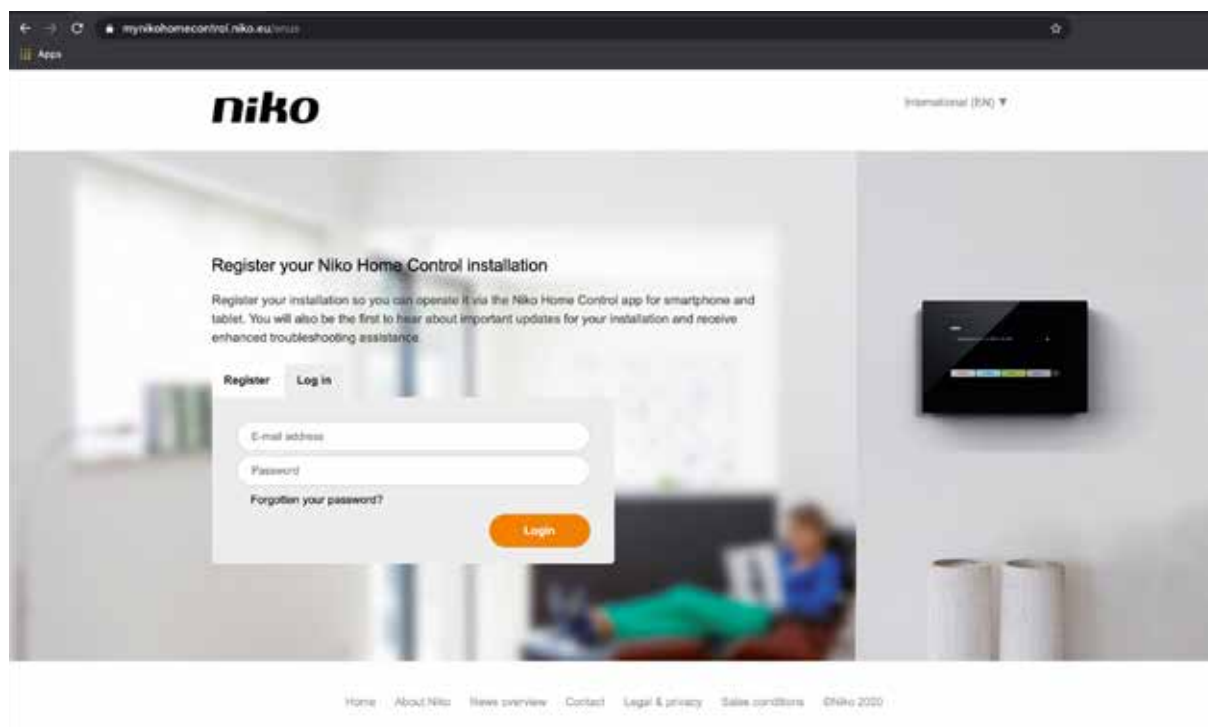 mynikohomecontrol.niko.eu/enus
Apps
niko
International (EN) ▼
Register your Niko Home Control installation
Register your installation so you can operate it via the Niko Home Control app for smartphone and
tablet. You will also be the first to hear about important updates for your installation and receive
enhanced troubleshooting assistance.
Register Log in
E-mail address
Password
Forgotten your password?
Login
Home About Niko News overview Contact Legal & privacy Sales conditions ©Niko 2020